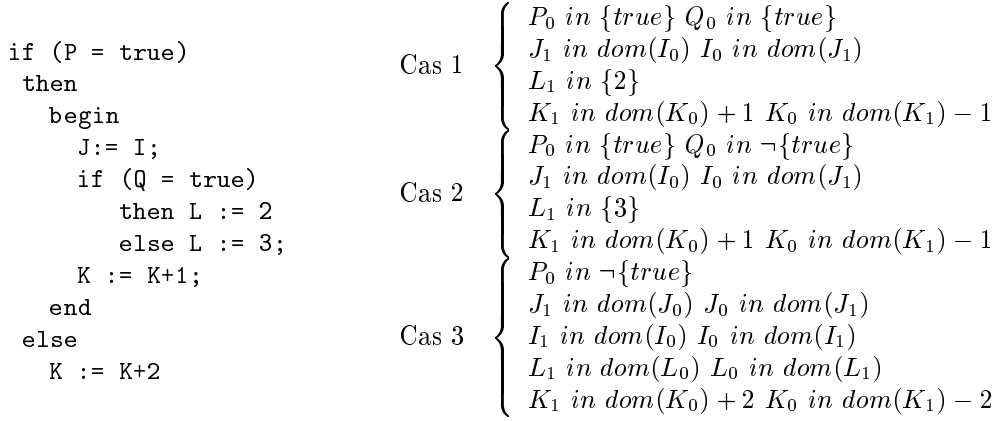 if (P = true)
then
begin
J:= I;
if (Q = true)
then L := 2
else L := 3;
K := K+1;
end
else
K := K+2
Cas 1
P_0 in {true} Q_0 in {true}
J_1 in dom(I_0) I_0 in dom(J_1)
L_1 in {2}
K_1 in dom(K_0) + 1 K_0 in dom(K_1) − 1
Cas 2
P_0 in {true} Q_0 in ¬{true}
J_1 in dom(I_0) I_0 in dom(J_1)
L_1 in {3}
K_1 in dom(K_0) + 1 K_0 in dom(K_1) − 1
Cas 3
P_0 in ¬{true}
J_1 in dom(J_0) J_0 in dom(J_1)
I_1 in dom(I_0) I_0 in dom(I_1)
L_1 in dom(L_0) L_0 in dom(L_1)
K_1 in dom(K_0) + 2 K_0 in dom(K_1) − 2